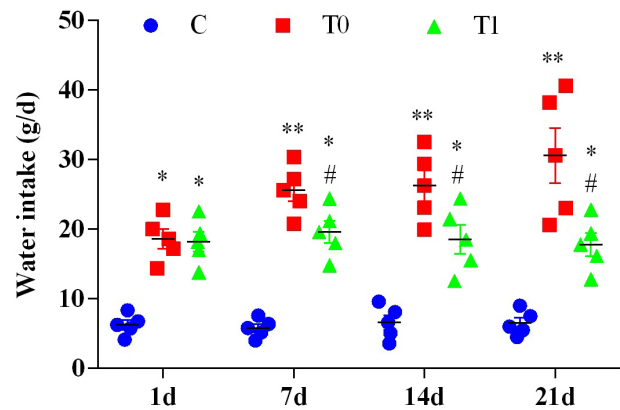 C T0 T1
Water intake (g/d)
50
40
30
20
10
0
* *
** * #
** * #
** * #
1d 7d 14d 21d